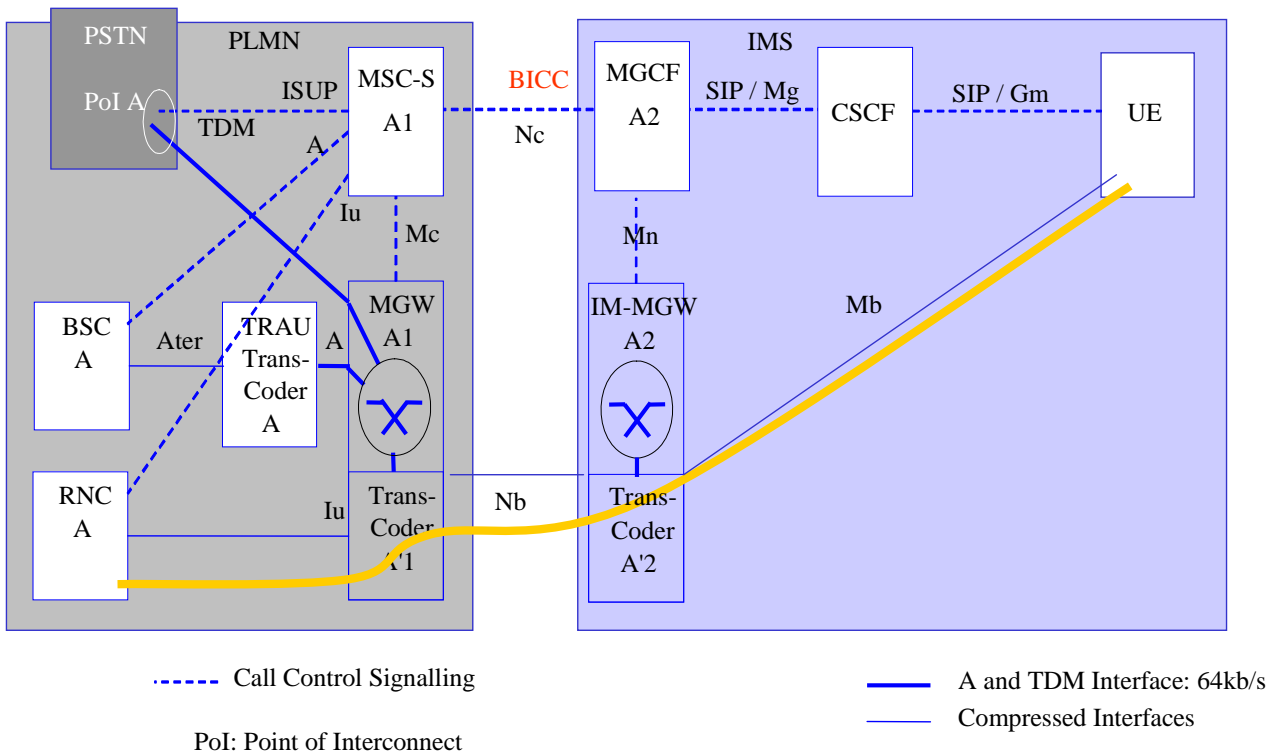 PSTN
PLMN
IMS
PoI A
ISUP
TDM
MSC-S
A1
BICC
Nc
MGCF
A2
SIP / Mg
CSCF
SIP / Gm
UE
A
Iu
Mc
Mn
BSC
A
Ater
TRAU
Trans-
Coder
A
A
MGW
A1
IM-MGW
A2
Mb
RNC
A
Iu
Trans-
Coder
A'1
Nb
Trans-
Coder
A'2
Call Control Signalling
A and TDM Interface: 64kb/s
Compressed Interfaces
PoI: Point of Interconnect